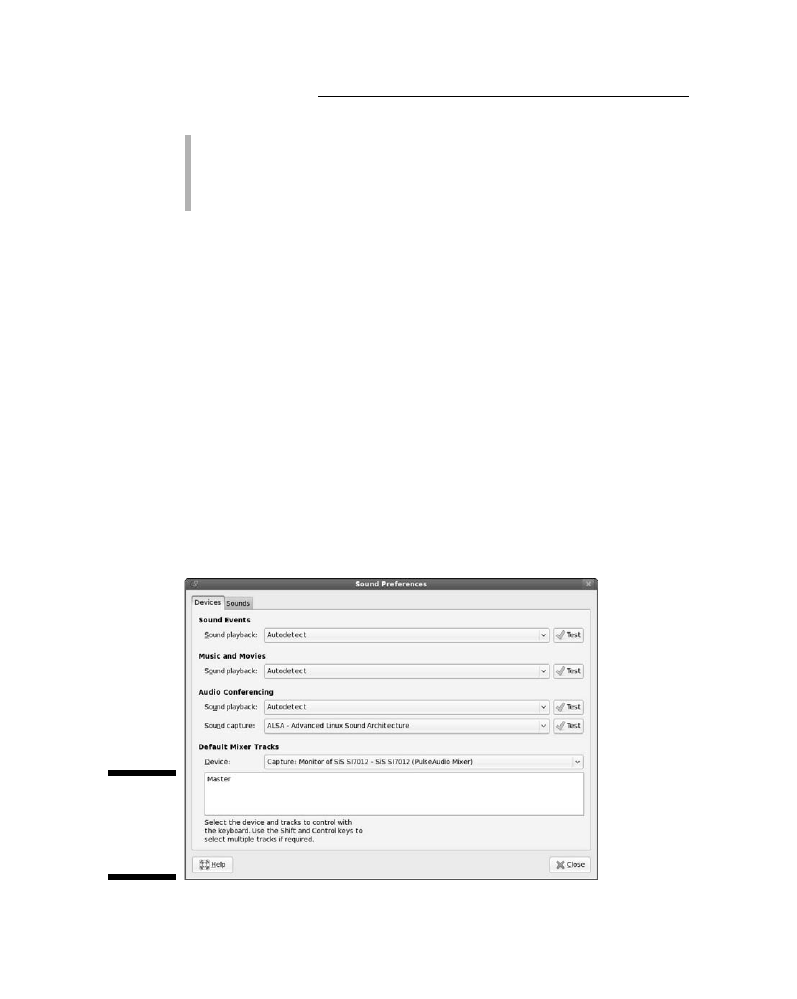 Sound Preferences
Devices Sounds
Sound Events
Sound playback: Autodetect Test
Music and Movies
Sound playback: Autodetect Test
Audio Conferencing
Sound playback: Autodetect Test
Sound capture: ALSA - Advanced Linux Sound Architecture Test
Default Mixer Tracks
Device: Capture: Monitor of SiS SI7012 - SiS SI7012 (PulseAudio Mixer)
Master
Select the device and tracks to control with
the keyboard. Use the Shift and Control keys to
select multiple tracks if required.
Help Close